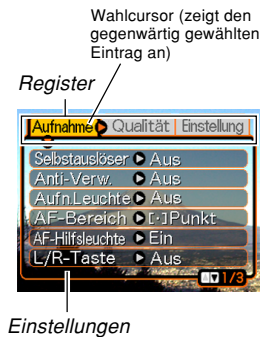 Wahlcursor (zeigt den
gegenwärtig gewählten
Eintrag an)
Register
Aufnahme Qualität Einstellung
Selbstauslöser Aus
Anti-Verw. Aus
Aufn.Leuchte Aus
AF-Bereich [·]Punkt
AF-Hilfsleuchte Ein
L/R-Taste Aus
1/3
Einstellungen